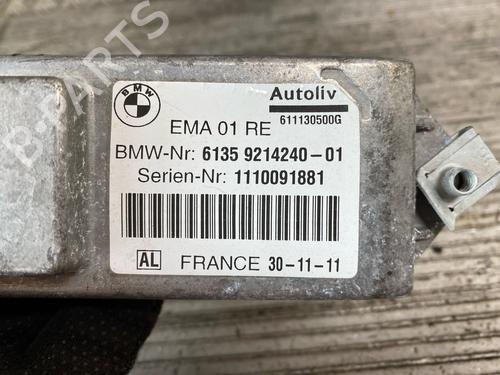 BMW
Autoliv
611130500G
EMA 01 RE
BMW-Nr: 6135 9214240-01
Serien-Nr: 1110091881
AL FRANCE 30-11-11
B-PARTS